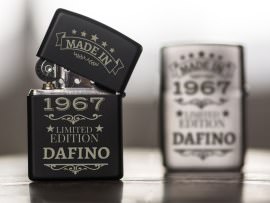 MADE IN
1967
LIMITED
EDITION
DAFINO
MADE IN
1967
LIMITED
EDITION
DAFINO